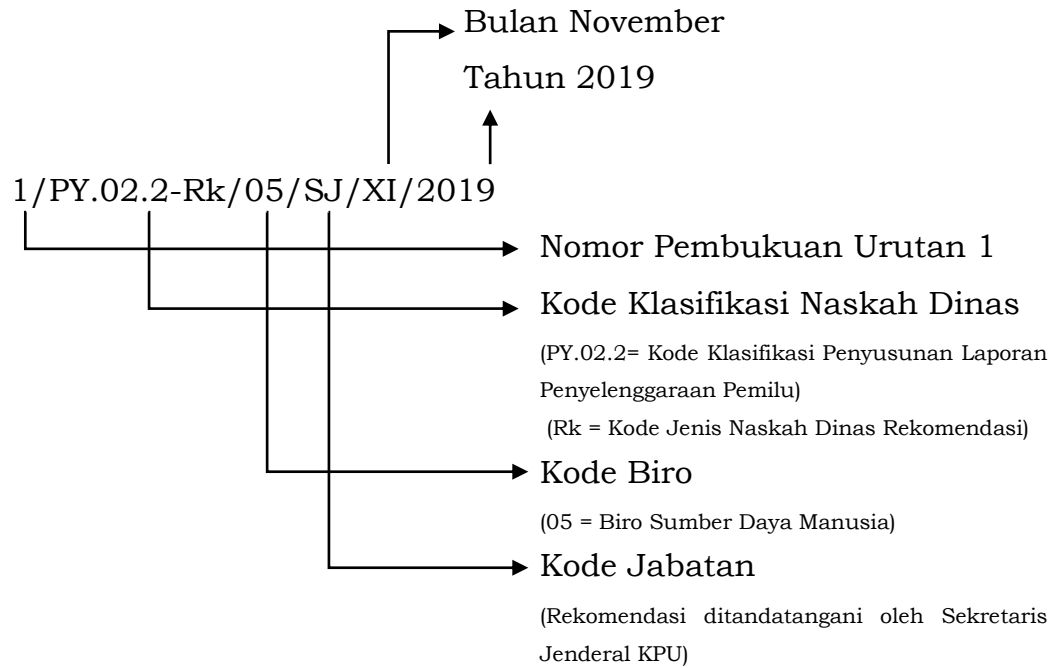 Bulan November
Tahun 2019
1/PY.02.2-Rk/05/SJ/XI/2019
Nomor Pembukuan Urutan 1
Kode Klasifikasi Naskah Dinas
(PY.02.2= Kode Klasifikasi Penyusunan Laporan
Penyelenggaraan Pemilu)
(Rk = Kode Jenis Naskah Dinas Rekomendasi)
Kode Biro
(05 = Biro Sumber Daya Manusia)
Kode Jabatan
(Rekomendasi ditandatangani oleh Sekretaris
Jenderal KPU)